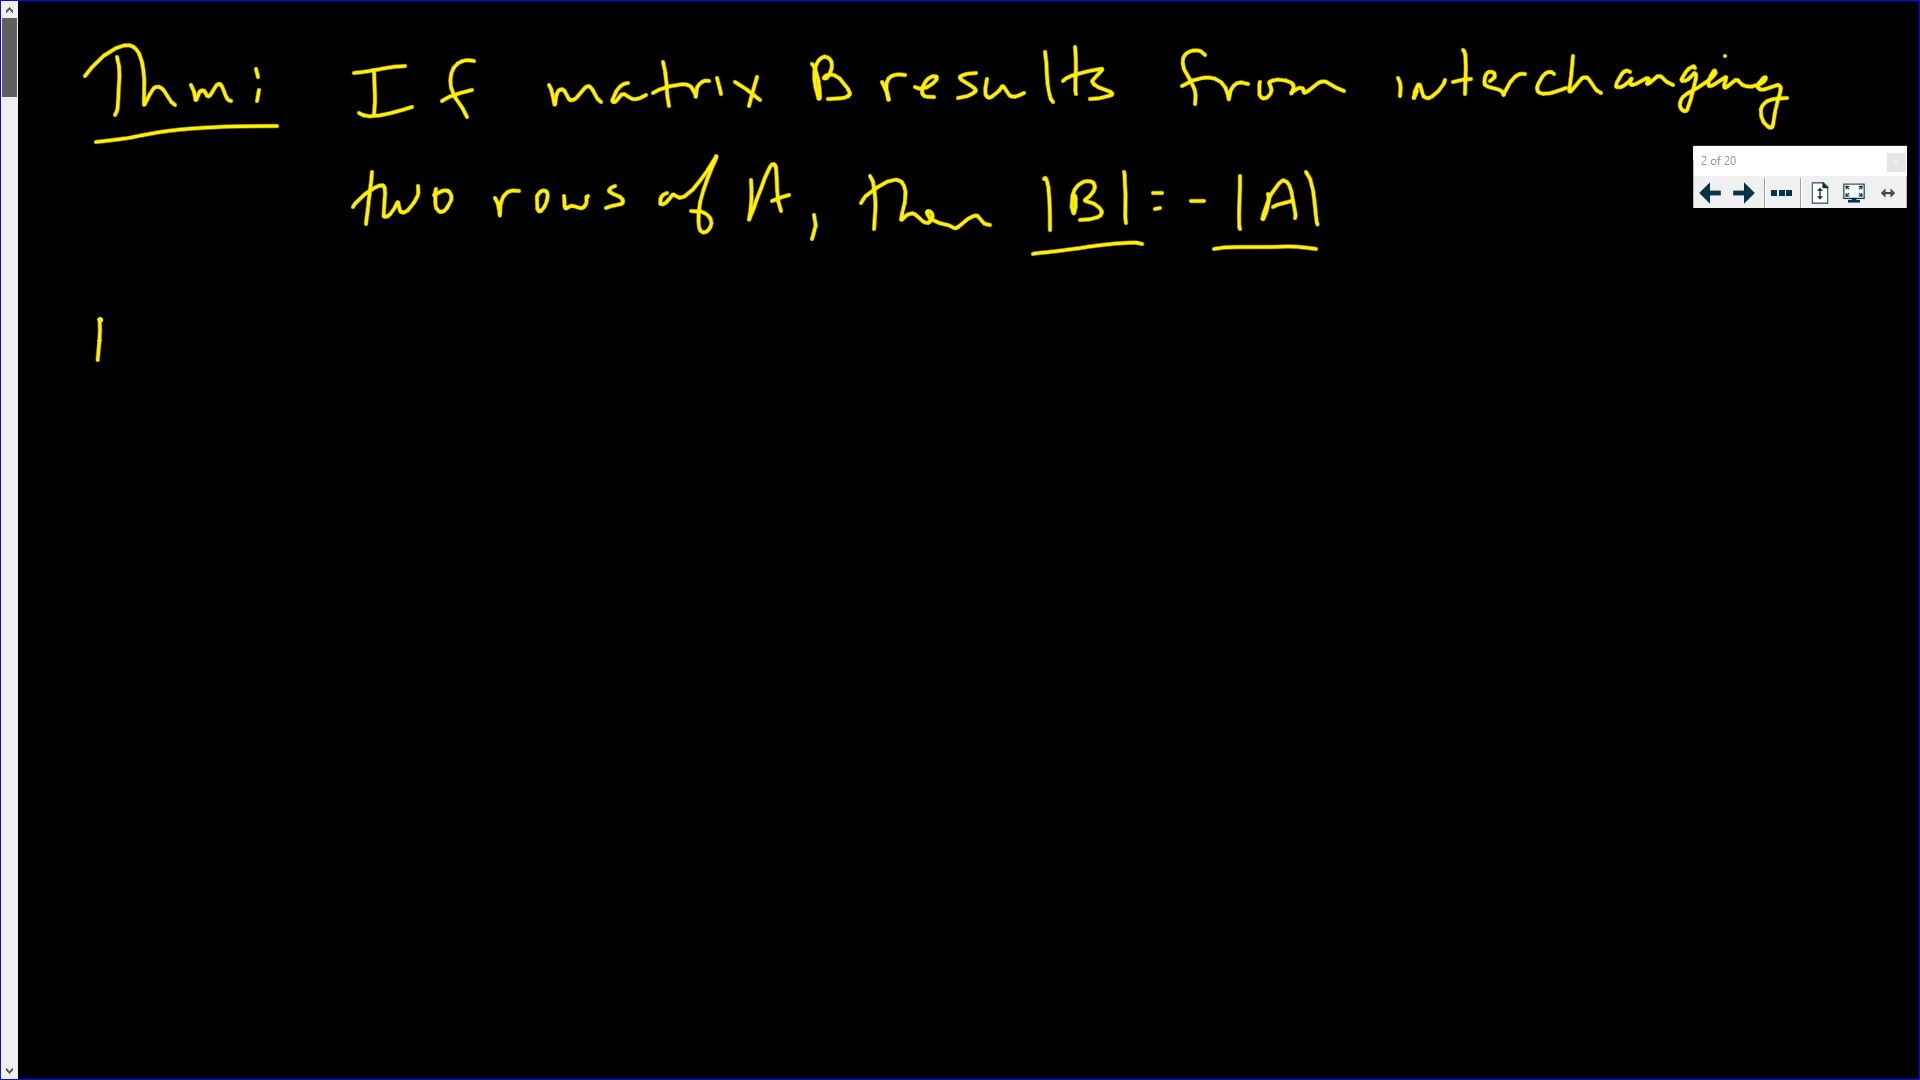 Thm: If matrix B results from interchanging
2 of 20
two rows of A, then |B| = - |A|